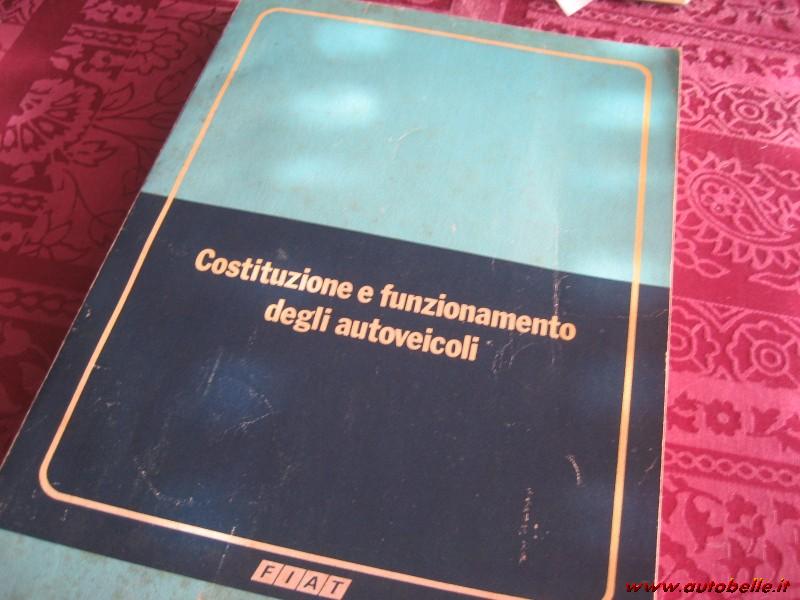 Costituzione e funzionamento
degli autoveicoli
FIAT
www.autobelle.it